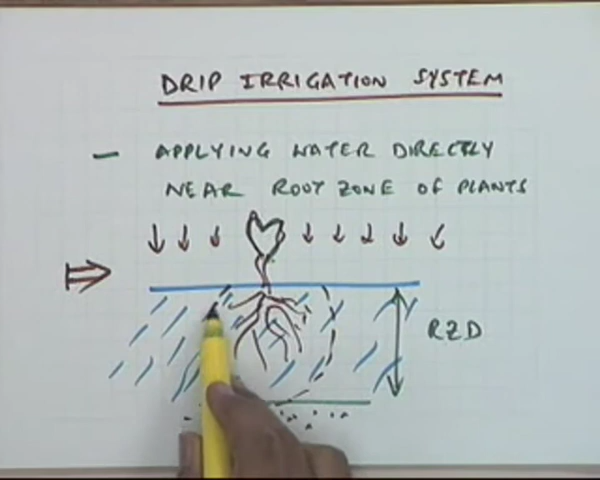 DRIP IRRIGATION SYSTEM
— APPLYING WATER DIRECTLY
NEAR ROOT ZONE OF PLANTS
RZD